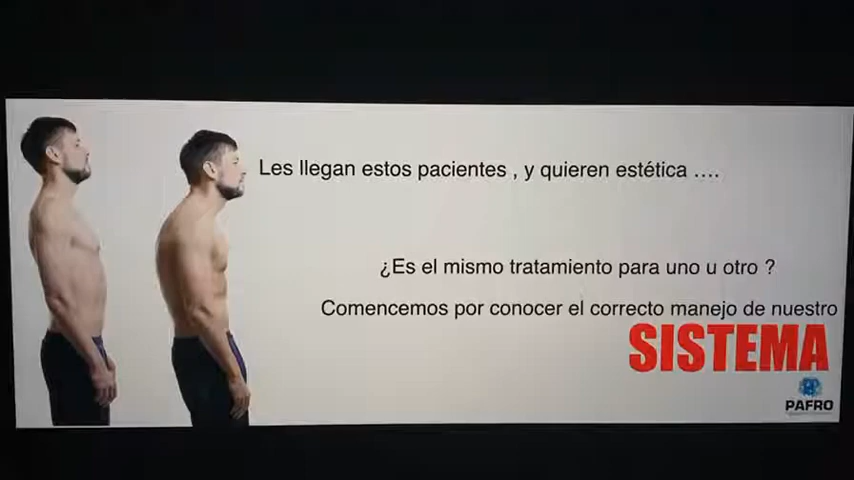 Les llegan estos pacientes , y quieren estética ....
¿Es el mismo tratamiento para uno u otro ?
Comencemos por conocer el correcto manejo de nuestro
SISTEMA
PAFRO